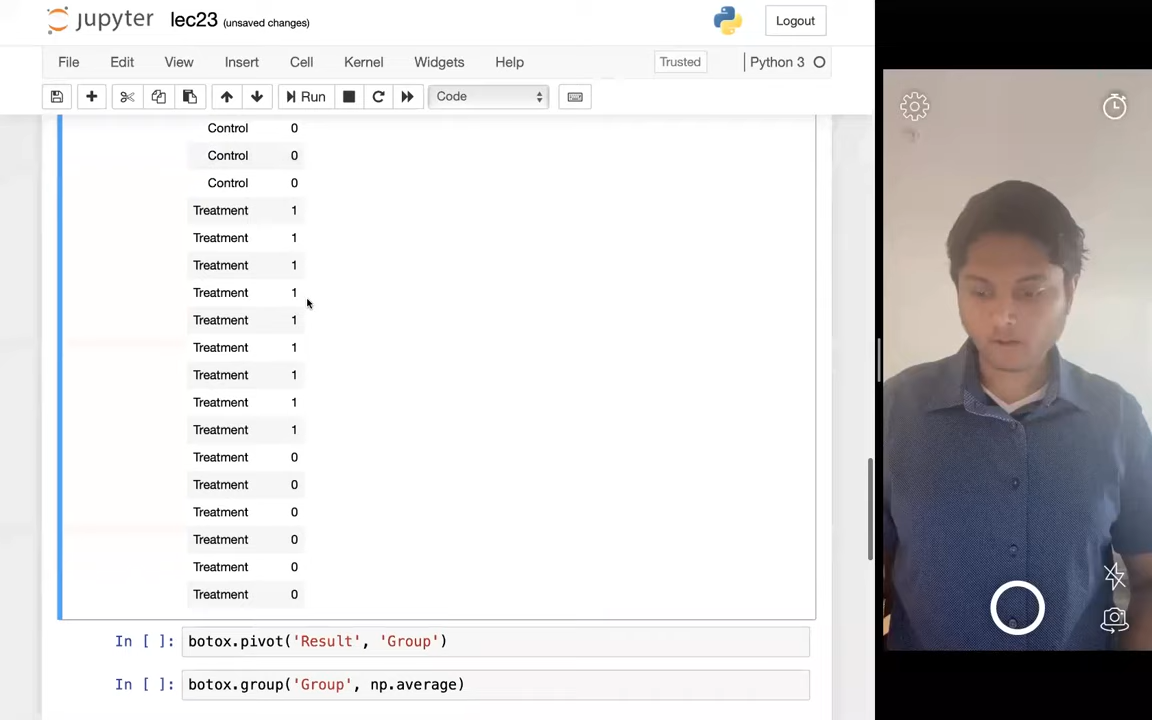 jupyter lec23 (unsaved changes) Logout
File Edit View Insert Cell Kernel Widgets Help Trusted Python 3
Run Code
Control 0
Control 0
Control 0
Treatment 1
Treatment 1
Treatment 1
Treatment 1
Treatment 1
Treatment 1
Treatment 1
Treatment 1
Treatment 1
Treatment 0
Treatment 0
Treatment 0
Treatment 0
Treatment 0
Treatment 0
In [ ]: botox.pivot('Result', 'Group')
In [ ]: botox.group('Group', np.average)